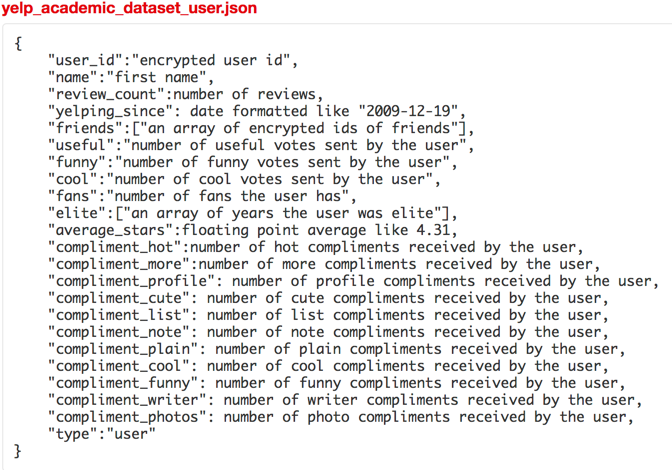 yelp_academic_dataset_user.json
{
    "user_id":"encrypted user id",
    "name":"first name",
    "review_count":number of reviews,
    "yelping_since": date formatted like "2009-12-19",
    "friends":["an array of encrypted ids of friends"],
    "useful":"number of useful votes sent by the user",
    "funny":"number of funny votes sent by the user",
    "cool":"number of cool votes sent by the user",
    "fans":"number of fans the user has",
    "elite":["an array of years the user was elite"],
    "average_stars":floating point average like 4.31,
    "compliment_hot":number of hot compliments received by the user,
    "compliment_more":number of more compliments received by the user,
    "compliment_profile": number of profile compliments received by the user,
    "compliment_cute": number of cute compliments received by the user,
    "compliment_list": number of list compliments received by the user,
    "compliment_note": number of note compliments received by the user,
    "compliment_plain": number of plain compliments received by the user,
    "compliment_cool": number of cool compliments received by the user,
    "compliment_funny": number of funny compliments received by the user,
    "compliment_writer": number of writer compliments received by the user,
    "compliment_photos": number of photo compliments received by the user,
    "type":"user"
}